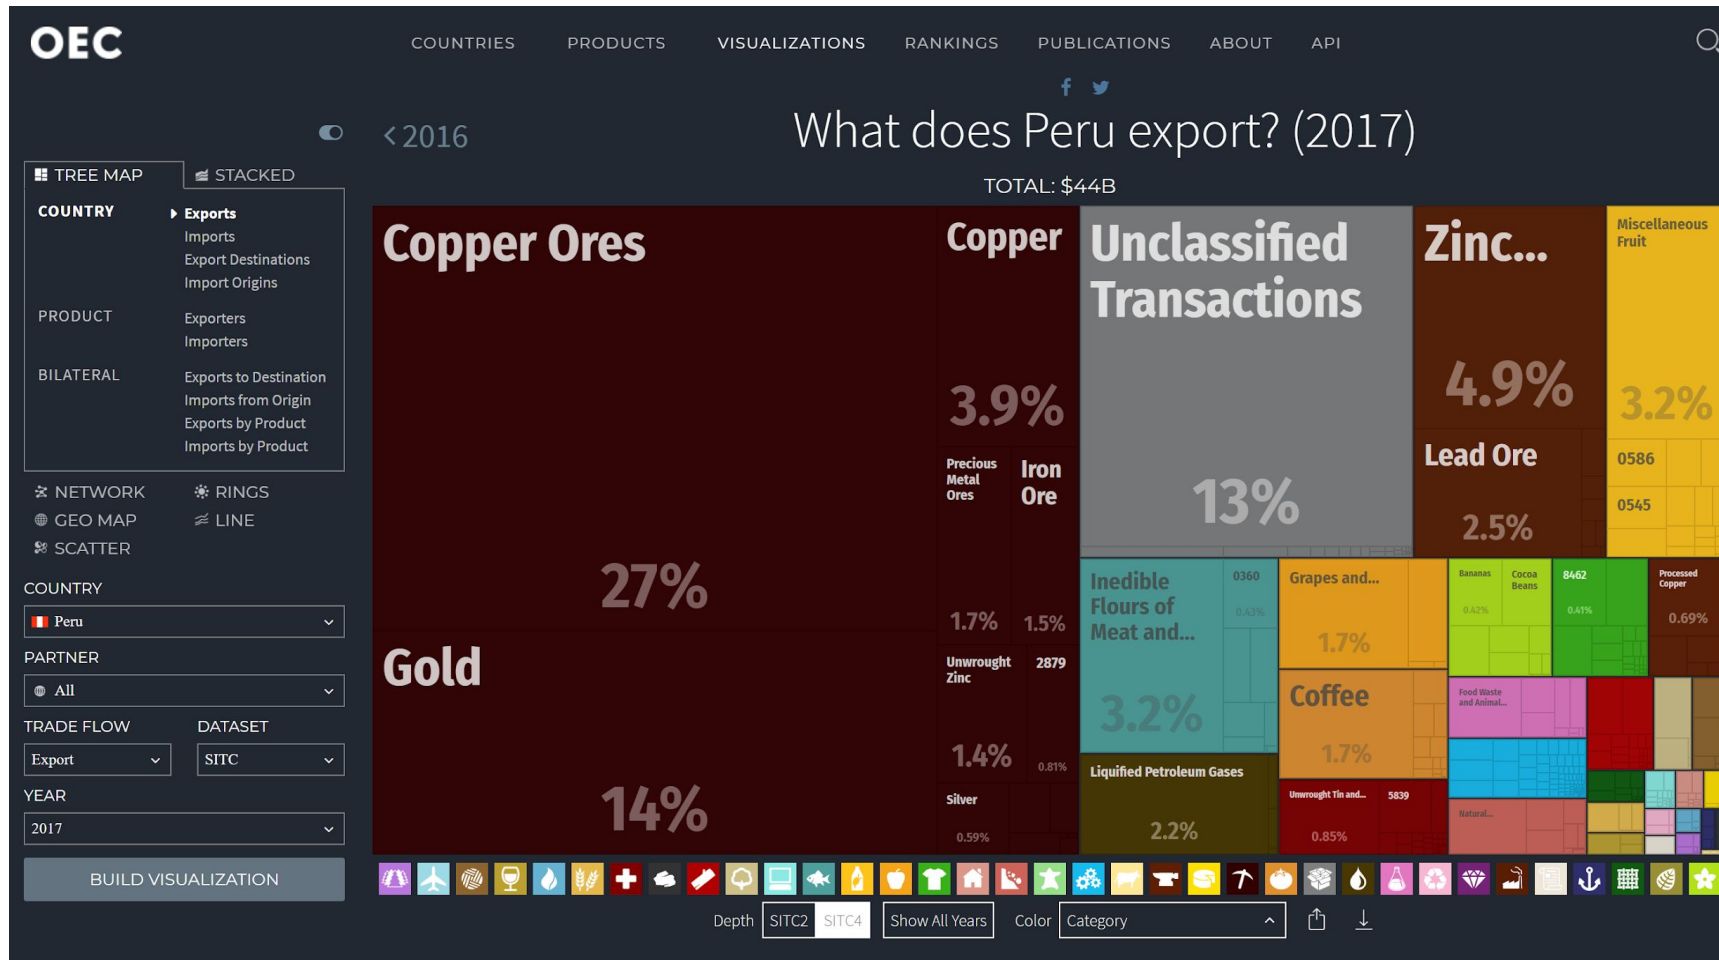 OEC
COUNTRIES PRODUCTS VISUALIZATIONS RANKINGS PUBLICATIONS ABOUT API
< 2016
What does Peru export? (2017)
TOTAL: $44B
TREE MAP
STACKED
COUNTRY
Exports
Imports
Export Destinations
Import Origins
PRODUCT
Exporters
Importers
BILATERAL
Exports to Destination
Imports from Origin
Exports by Product
Imports by Product
NETWORK
RINGS
GEO MAP
LINE
SCATTER
COUNTRY
Peru
PARTNER
All
TRADE FLOW
DATASET
Export
SITC
YEAR
2017
BUILD VISUALIZATION
Copper Ores
27%
Gold
14%
Copper
3.9%
Precious
Metal
Ores
1.7%
Iron
Ore
1.5%
Unwrought
Zinc
1.4%
2879
0.81%
Silver
0.59%
Unclassified
Transactions
13%
Zinc...
4.9%
Lead Ore
2.5%
Miscellaneous
Fruit
3.2%
0586
0545
Inedible
Flours of
Meat and...
3.2%
0360
0.43%
Liquified Petroleum Gases
2.2%
Grapes and...
1.7%
Coffee
1.7%
Unwrought Tin and...
0.85%
5839
Bananas
0.42%
Cocoa
Beans
8462
0.41%
Processed
Copper
0.69%
Food Waste
and Animal...
Natural...
Depth
SITC2
SITC4
Show All Years
Color
Category